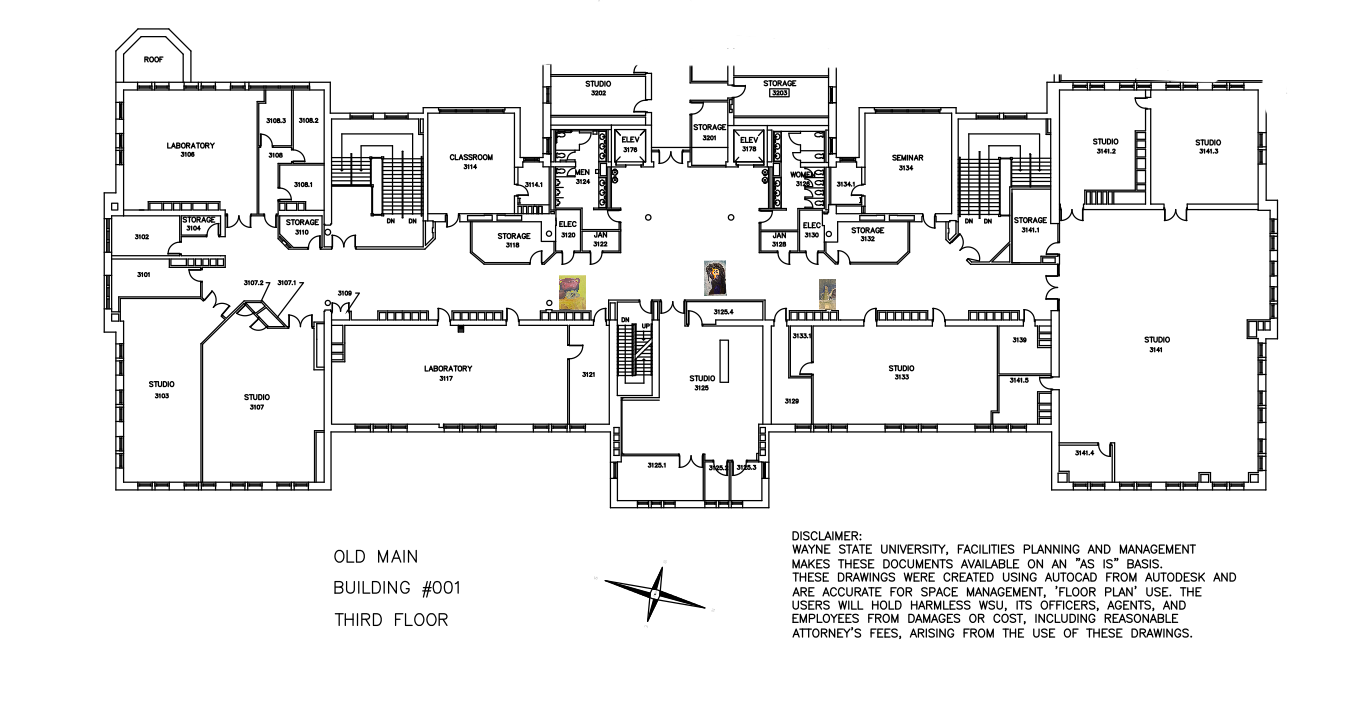 ROOF
STUDIO
3202
STORAGE
3203
STORAGE
3201
LABORATORY
3106
3108.3
3108.2
3108
3108.1
CLASSROOM
3114
3114.1
MEN
3124
ELEV
3176
ELEV
3178
WOMEN
3134.1
SEMINAR
3134
STUDIO
3141.2
STUDIO
3141.3
3102
STORAGE
3104
STORAGE
3110
DN
DN
STORAGE
3118
ELEC
3120
JAN
3122
JAN
3128
ELEC
3130
STORAGE
3132
DN
DN
STORAGE
3141.1
3101
3107.2
3107.1
3109
3125.4
DN
UP
STUDIO
3103
STUDIO
3107
LABORATORY
3117
3121
STUDIO
3125
3133.1
3129
STUDIO
3133
3139
3141.5
STUDIO
3141
3141.4
3125.1
3125.3
OLD MAIN
BUILDING #001
THIRD FLOOR
DISCLAIMER:
WAYNE STATE UNIVERSITY, FACILITIES PLANNING AND MANAGEMENT
MAKES THESE DOCUMENTS AVAILABLE ON AN "AS IS" BASIS.
THESE DRAWINGS WERE CREATED USING AUTOCAD FROM AUTODESK AND
ARE ACCURATE FOR SPACE MANAGEMENT, 'FLOOR PLAN' USE. THE
USERS WILL HOLD HARMLESS WSU, ITS OFFICERS, AGENTS, AND
EMPLOYEES FROM DAMAGES OR COST, INCLUDING REASONABLE
ATTORNEY'S FEES, ARISING FROM THE USE OF THESE DRAWINGS.